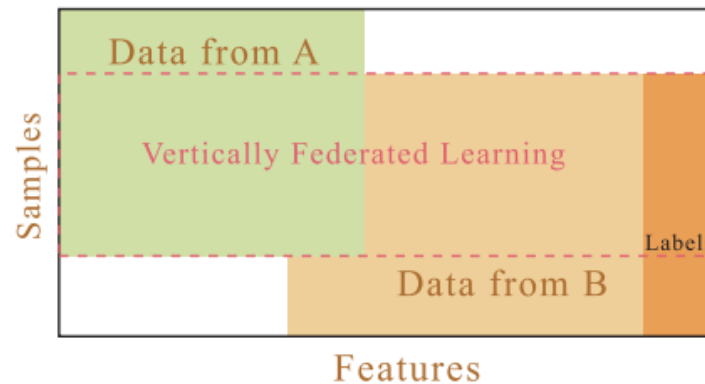 Data from A
Samples
Vertically Federated Learning
Label
Data from B
Features